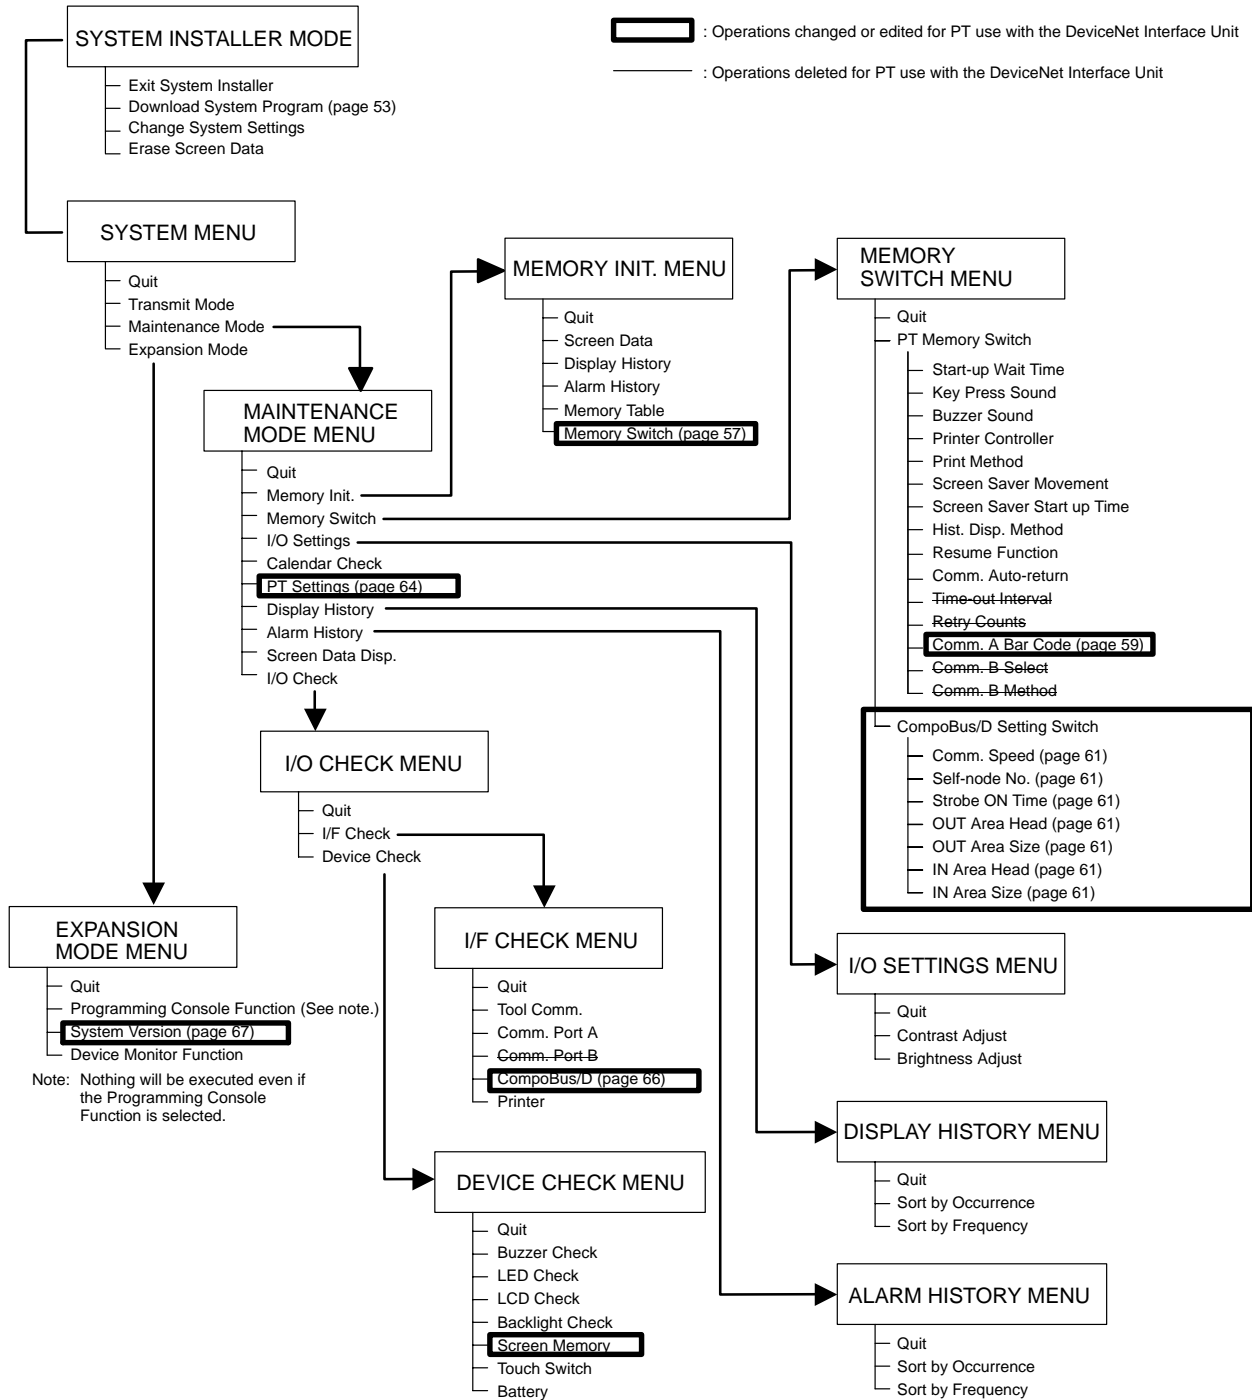 SYSTEM INSTALLER MODE
Exit System Installer
Download System Program (page 53)
Change System Settings
Erase Screen Data
: Operations changed or edited for PT use with the DeviceNet Interface Unit
: Operations deleted for PT use with the DeviceNet Interface Unit
SYSTEM MENU
Quit
Transmit Mode
Maintenance Mode
Expansion Mode
MEMORY INIT. MENU
Quit
Screen Data
Display History
Alarm History
Memory Table
Memory Switch (page 57)
MEMORY
SWITCH MENU
Quit
PT Memory Switch
Start-up Wait Time
Key Press Sound
Buzzer Sound
Printer Controller
Print Method
Screen Saver Movement
Screen Saver Start up Time
Hist. Disp. Method
Resume Function
Comm. Auto-return
Time-out Interval
Retry Counts
Comm. A Bar Code (page 59)
Comm. B Select
Comm. B Method
CompoBus/D Setting Switch
Comm. Speed (page 61)
Self-node No. (page 61)
Strobe ON Time (page 61)
OUT Area Head (page 61)
OUT Area Size (page 61)
IN Area Head (page 61)
IN Area Size (page 61)
MAINTENANCE
MODE MENU
Quit
Memory Init.
Memory Switch
I/O Settings
Calendar Check
PT Settings (page 64)
Display History
Alarm History
Screen Data Disp.
I/O Check
I/O CHECK MENU
Quit
I/F Check
Device Check
EXPANSION
MODE MENU
Quit
Programming Console Function (See note.)
System Version (page 67)
Device Monitor Function
Note: Nothing will be executed even if
the Programming Console
Function is selected.
I/F CHECK MENU
Quit
Tool Comm.
Comm. Port A
Comm. Port B
CompoBus/D (page 66)
Printer
I/O SETTINGS MENU
Quit
Contrast Adjust
Brightness Adjust
DISPLAY HISTORY MENU
Quit
Sort by Occurrence
Sort by Frequency
DEVICE CHECK MENU
Quit
Buzzer Check
LED Check
LCD Check
Backlight Check
Screen Memory
Touch Switch
Battery
ALARM HISTORY MENU
Quit
Sort by Occurrence
Sort by Frequency